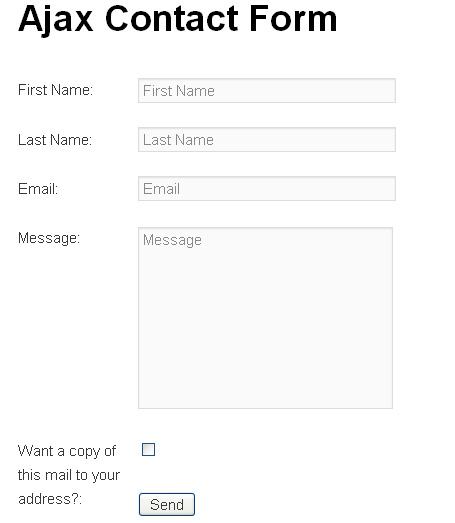 Ajax Contact Form
First Name: First Name
Last Name: Last Name
Email: Email
Message: Message
Want a copy of
this mail to your
address?:
Send